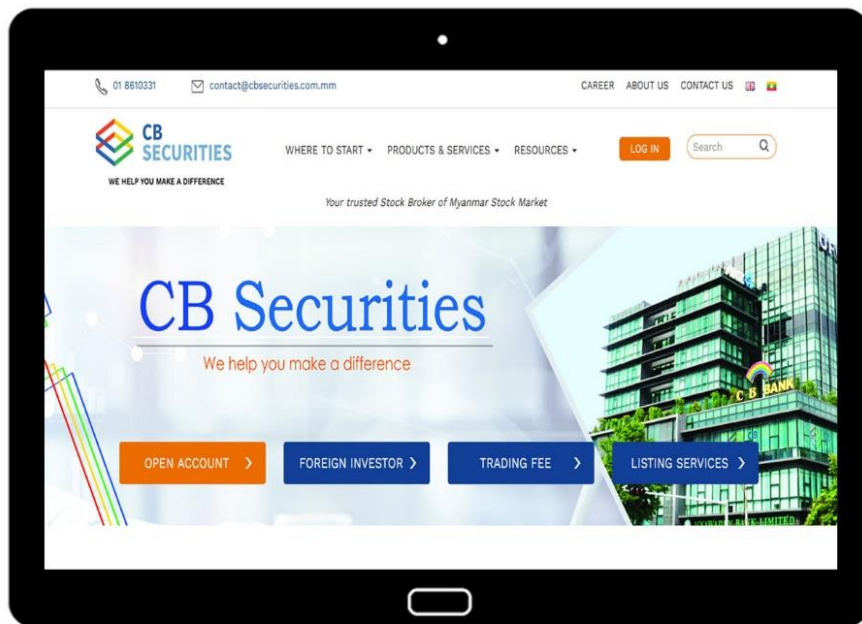 01 8610331 contact@cbsecurities.com.mm CAREER ABOUT US CONTACT US
CB
SECURITIES
WE HELP YOU MAKE A DIFFERENCE
WHERE TO START PRODUCTS & SERVICES RESOURCES LOG IN Search
Your trusted Stock Broker of Myanmar Stock Market
CB Securities
We help you make a difference
C B BANK
OPEN ACCOUNT FOREIGN INVESTOR TRADING FEE LISTING SERVICES